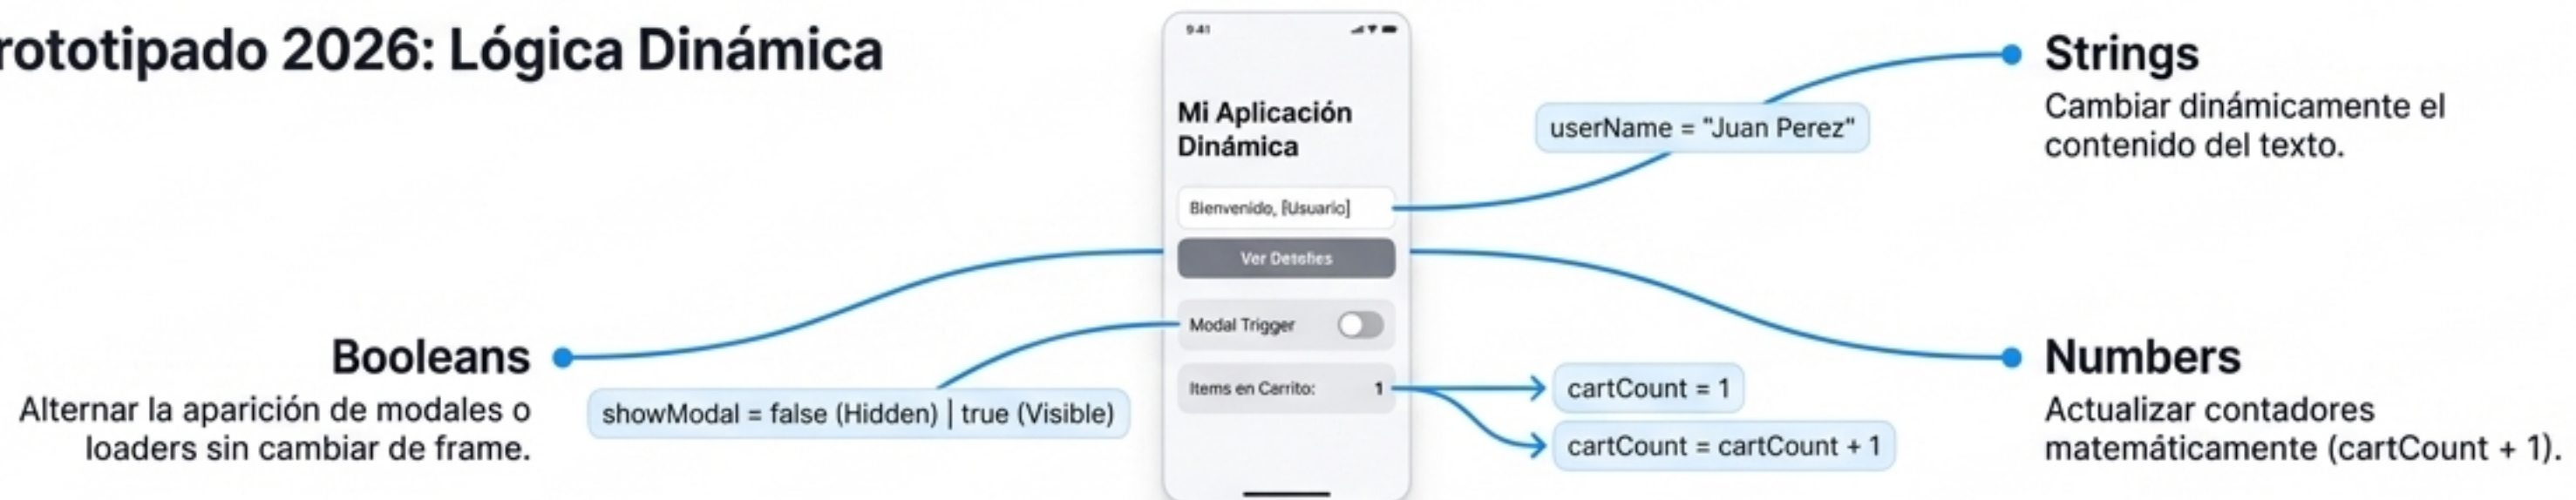 rototipado 2026: Lógica Dinámica
9:41
Mi Aplicación
Dinámica
Bienvenido, [Usuario]
Ver
Modal Trigger
Items en Carrito: 1
userName = "Juan Perez"
Strings
Cambiar dinámicamente el
contenido del texto.
Booleans
Alternar la aparición de modales o
loaders sin cambiar de frame.
showModal = false (Hidden) | true (Visible)
cartCount = 1
cartCount = cartCount + 1
Numbers
Actualizar contadores
matemáticamente (cartCount + 1).